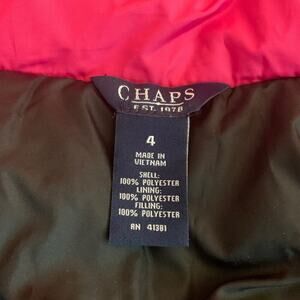 CHAPS
EST. 1978
4
MADE IN
VIETNAM
SHELL:
100% POLYESTER
LINING:
100% POLYESTER
FILLING:
100% POLYESTER
RN 41381